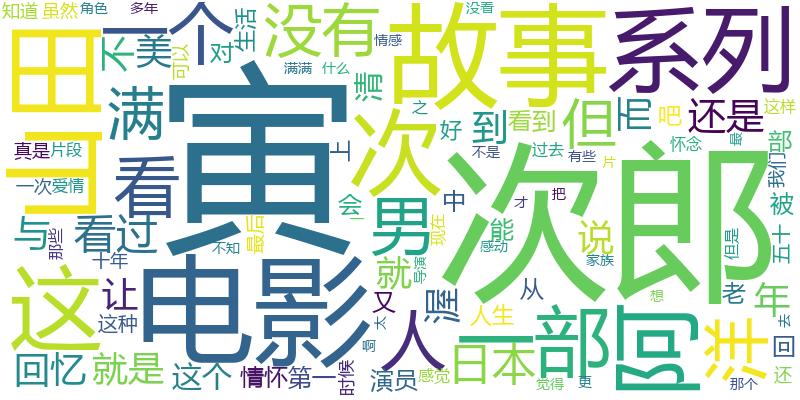 知道
虽然
角色
多年
一个
没有
情感
没看
故事
系列
山田
不
美
对
生活
可以
满满
什么
清
之
满
寅
次
好
到
看到
但
而
吧
还是
这样
真是
片段
上
看
男
不是
过去
有些
怀念
部
最
我们
一次
爱情
次郎
片
会
中
才
把
被
与
看过
那些
最后
现在
能
说
但是
五十
电影
就
导演
感动
家族
这
十年
不知
让
又
渥
从
想
老
年
这种
太
人
人生
一部
阿
洋
去
回
回忆
就是
这个
情怀
第一
时候
啊
演员
感觉
日本
觉得
更
那个
还